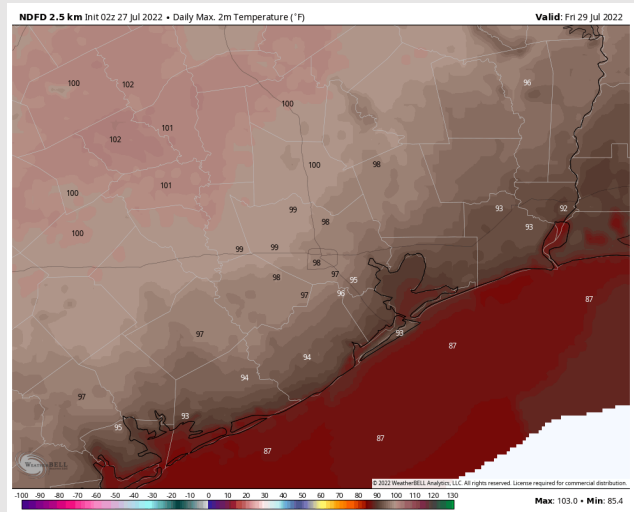 NDFD 2.5 km Init 02z 27 Jul 2022 • Daily Max. 2m Temperature (°F) Valid: Fri 29 Jul 2022
100 102 96
100
101
102
100 98
101
100
99 93 92
98 93
100
99 99
98
98 97 95
97 96 87
93
97 87
94
94
97
93
95
87 87
WeatherBELL
© 2022 WeatherBELL Analytics, LLC. All rights reserved. License required for commercial distribution.
-100 -90 -80 -70 -60 -50 -40 -30 -20 -10 0 10 20 30 40 50 60 70 80 90 100 110 120 130
Max: 103.0 • Min: 85.4